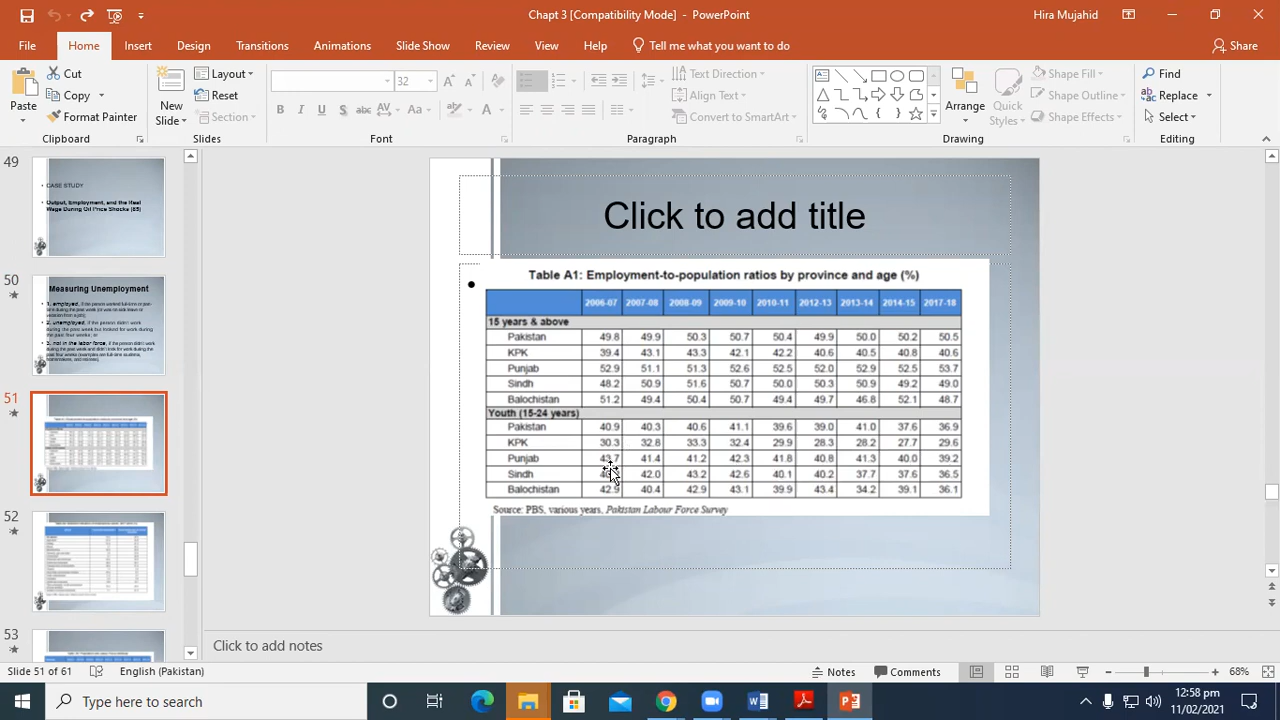 Chapt 3 [Compatibility Mode] - PowerPoint
Hira Mujahid
File Home Insert Design Transitions Animations Slide Show Review View Help Tell me what you want to do Share
Paste
Cut
Copy
Format Painter
Clipboard
New Slide
Layout
Reset
Section
Slides
32
B I U S abc AV Aa A
Font
Paragraph
Text Direction
Align Text
Convert to SmartArt
Arrange
Quick Styles
Shape Fill
Shape Outline
Shape Effects
Drawing
Find
Replace
Select
Editing
49
CASE STUDY
Output, Employment, and the Real Wage During Oil Price Shocks
50
Measuring Unemployment
51
52
53
Click to add title
Table A1: Employment-to-population ratios by province and age (%)
2006-07 2007-08 2008-09 2009-10 2010-11 2012-13 2013-14 2014-15 2017-18
15 years & above
Pakistan 49.8 49.9 50.3 50.7 50.4 49.9 50.0 50.2 50.5
KPK 39.4 43.1 43.3 42.1 42.2 40.6 40.5 40.8 40.6
Punjab 52.9 51.1 51.3 52.6 52.5 52.0 52.9 52.5 53.7
Sindh 48.2 50.9 51.6 50.7 50.0 50.3 50.9 49.2 49.0
Balochistan 51.2 49.4 50.4 50.7 49.4 49.7 46.8 52.1 48.7
Youth (15-24 years)
Pakistan 40.9 40.3 40.6 41.1 39.6 39.0 41.0 37.6 36.9
KPK 30.3 32.8 33.3 32.4 29.9 28.3 28.2 27.7 29.6
Punjab 43.7 41.4 41.2 42.3 41.8 40.8 41.3 40.0 39.2
Sindh 42.0 43.2 42.6 40.1 40.2 37.7 37.6 36.5
Balochistan 42.9 40.4 42.9 43.1 39.9 43.4 34.2 39.1 36.1
Source: PBS, various years, Pakistan Labour Force Survey
Click to add notes
Slide 51 of 61 English (Pakistan) Notes Comments 68%
Type here to search
12:58 pm
11/02/2021